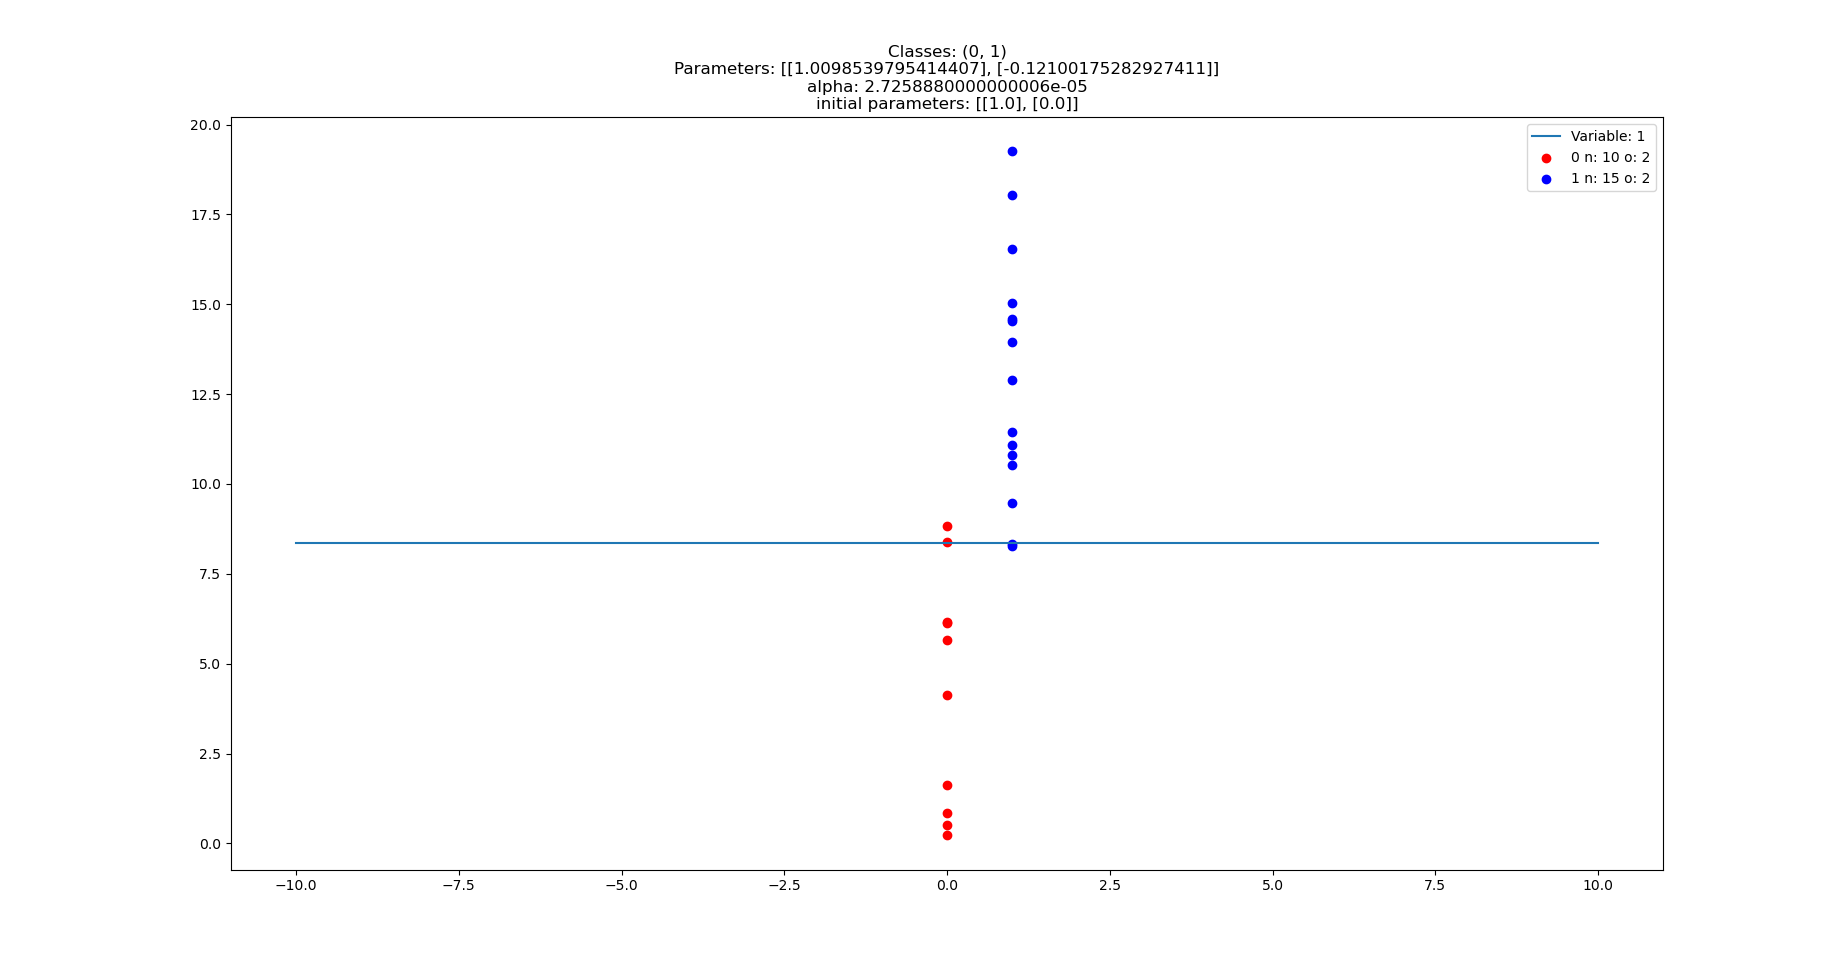 Classes: (0, 1)
Parameters: [[1.0098539795414407], [-0.12100175282927411]]
alpha: 2.7258880000000006e-05
initial parameters: [[1.0], [0.0]]
Variable: 1
0 n: 10 o: 2
1 n: 15 o: 2
20.0
17.5
15.0
12.5
10.0
7.5
5.0
2.5
0.0
−10.0 −7.5 −5.0 −2.5 0.0 2.5 5.0 7.5 10.0